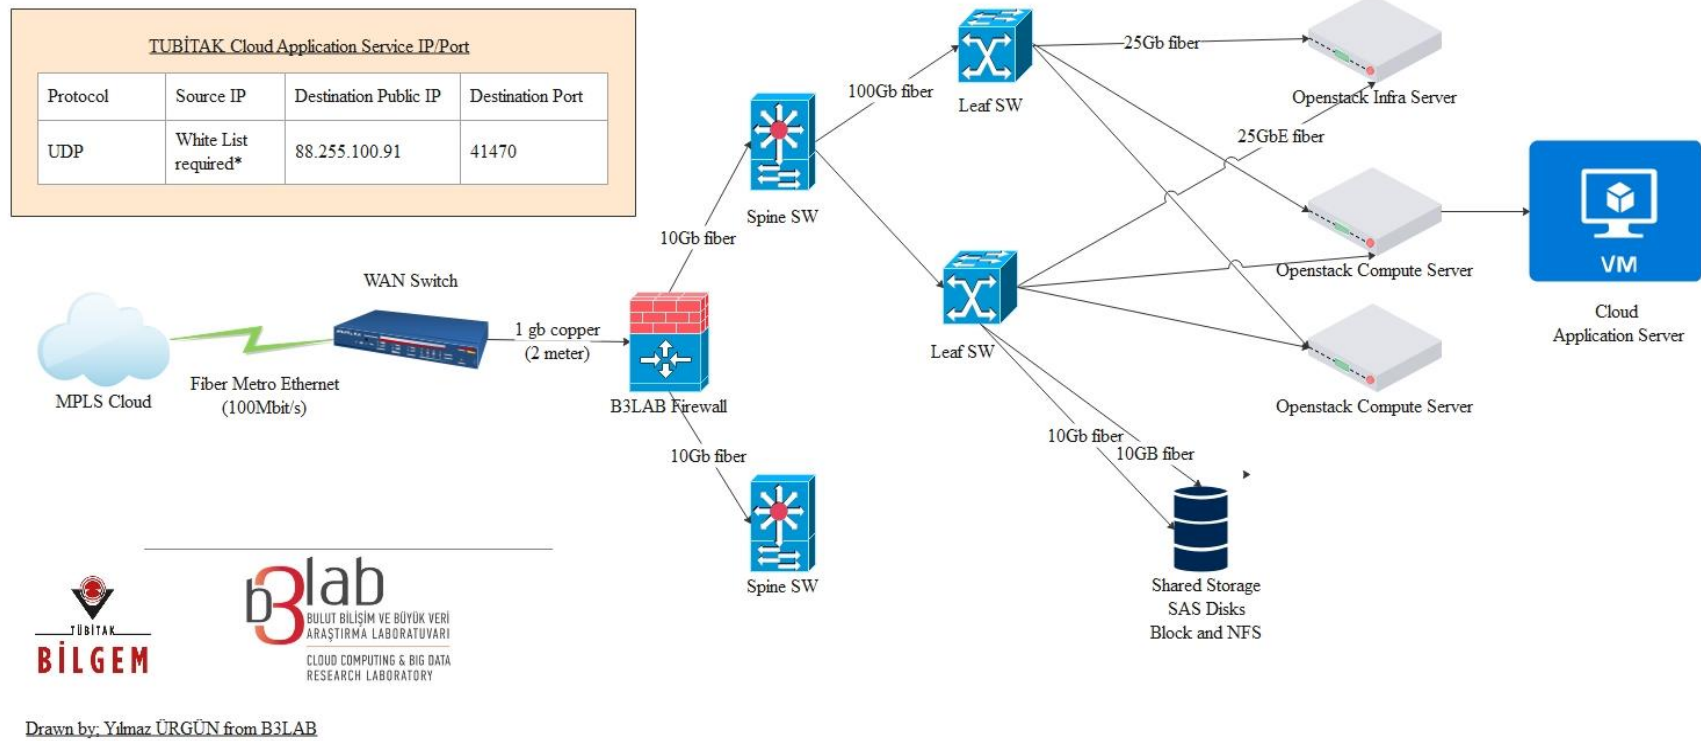 TUBİTAK Cloud Application Service IP/Port
Protocol Source IP Destination Public IP Destination Port
UDP White List required* 88.255.100.91 41470
MPLS Cloud
Fiber Metro Ethernet
(100Mbit/s)
WAN Switch
1 gb copper
(2 meter)
B3LAB Firewall
10Gb fiber
Spine SW
10Gb fiber
Spine SW
100Gb fiber
Leaf SW
Leaf SW
25Gb fiber
25GbE fiber
Openstack Infra Server
Openstack Compute Server
Openstack Compute Server
VM
Cloud
Application Server
10Gb fiber
10GB fiber
Shared Storage
SAS Disks
Block and NFS
TÜBİTAK
BİLGEM
b3lab
BULUT BİLİŞİM VE BÜYÜK VERİ
ARAŞTIRMA LABORATUVARI
CLOUD COMPUTING & BIG DATA
RESEARCH LABORATORY
Drawn by; Yılmaz ÜRGÜN from B3LAB